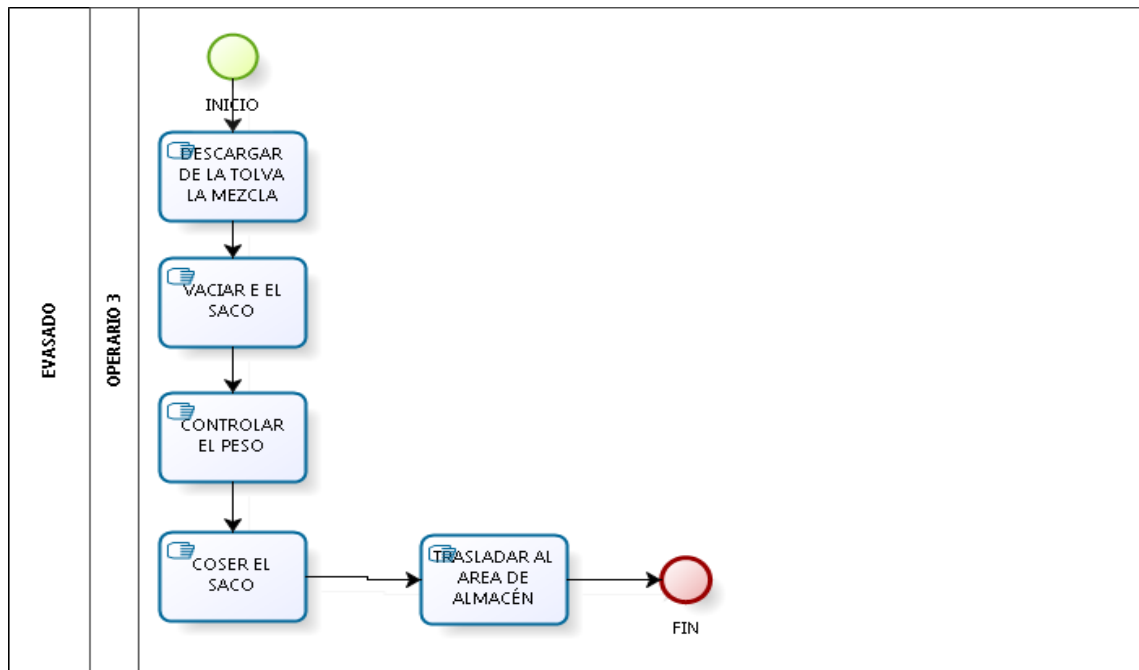 EVASADO
OPERARIO 3
INICIO
DESCARGAR
DE LA TOLVA
LA MEZCLA
VACIAR E EL
SACO
CONTROLAR
EL PESO
COSER EL
SACO
TRASLADAR AL
AREA DE
ALMACÉN
FIN